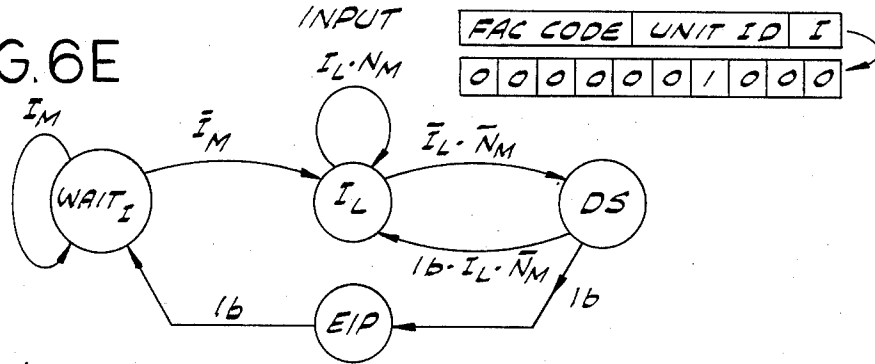 INPUT
FAC CODE UNIT ID I
0 0 0 0 0 0 1 0 0 0
G. 6E
I_L·N_M
I_M
Ī_M
Ī_L·N̄_M
WAIT_I
I_L
DS
1b·I_L·N̄_M
1b
1b
EIP